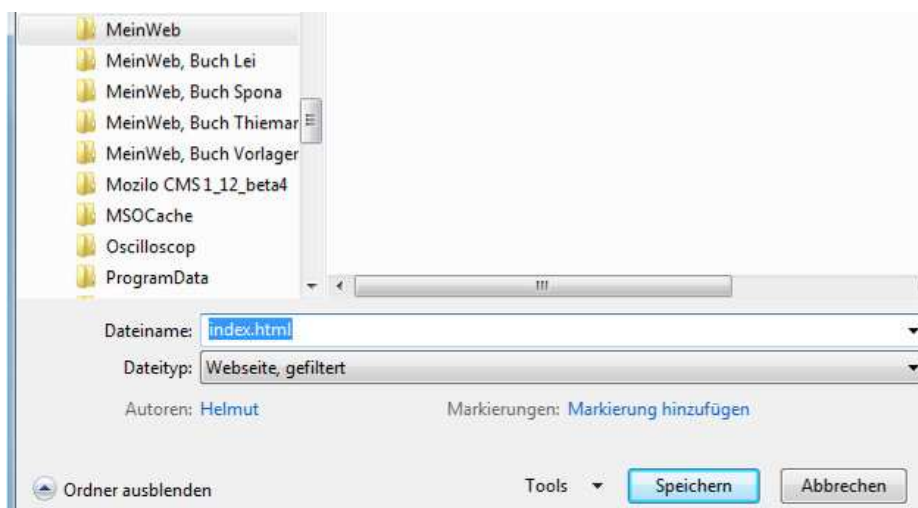 MeinWeb
MeinWeb, Buch Lei
MeinWeb, Buch Spona
MeinWeb, Buch Thiemar
MeinWeb, Buch Vorlager
Mozilo CMS 1_12_beta4
MSOCache
Oscilloscop
ProgramData
Dateiname: index.html
Dateityp: Webseite, gefiltert
Autoren: Helmut Markierungen: Markierung hinzufügen
Ordner ausblenden Tools Speichern Abbrechen